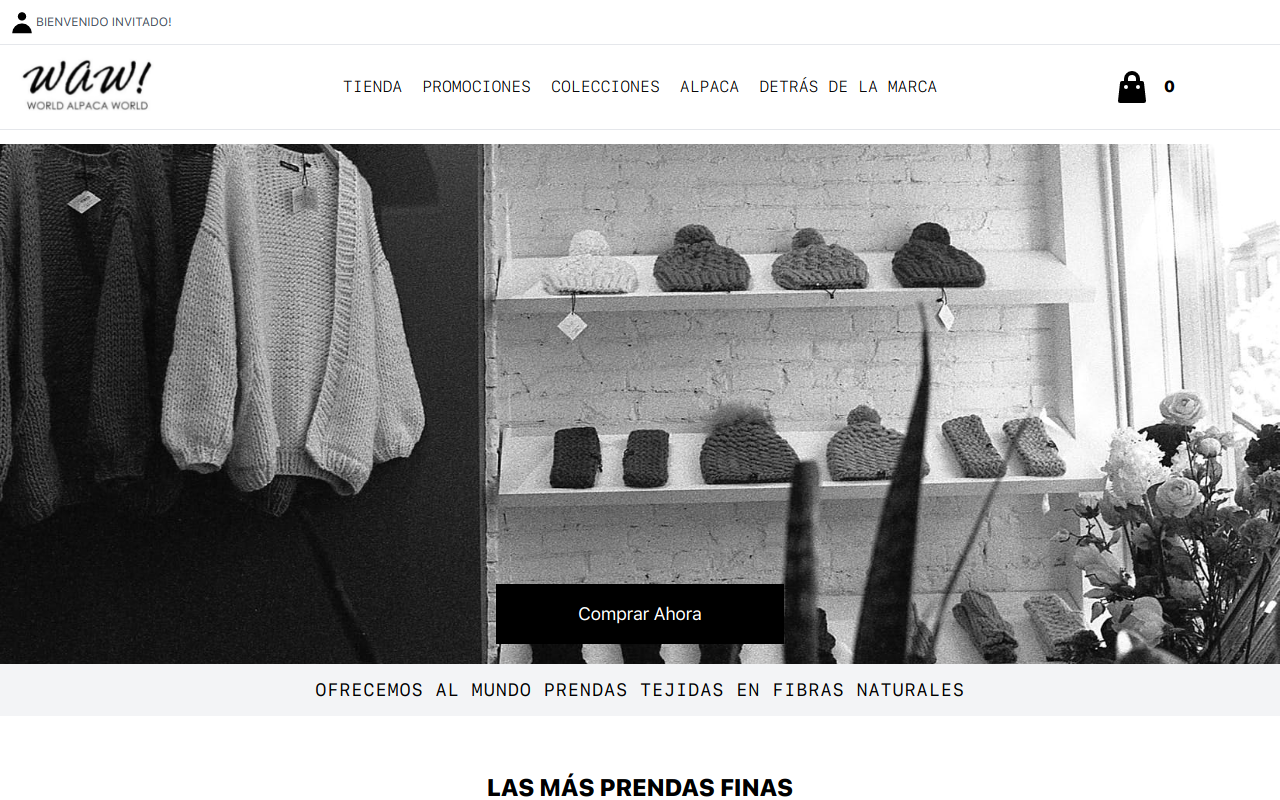 BIENVENIDO INVITADO!
waw!
WORLD ALPACA WORLD
TIENDA PROMOCIONES COLECCIONES ALPACA DETRÁS DE LA MARCA
0
Comprar Ahora
OFRECEMOS AL MUNDO PRENDAS TEJIDAS EN FIBRAS NATURALES
LAS MÁS PRENDAS FINAS